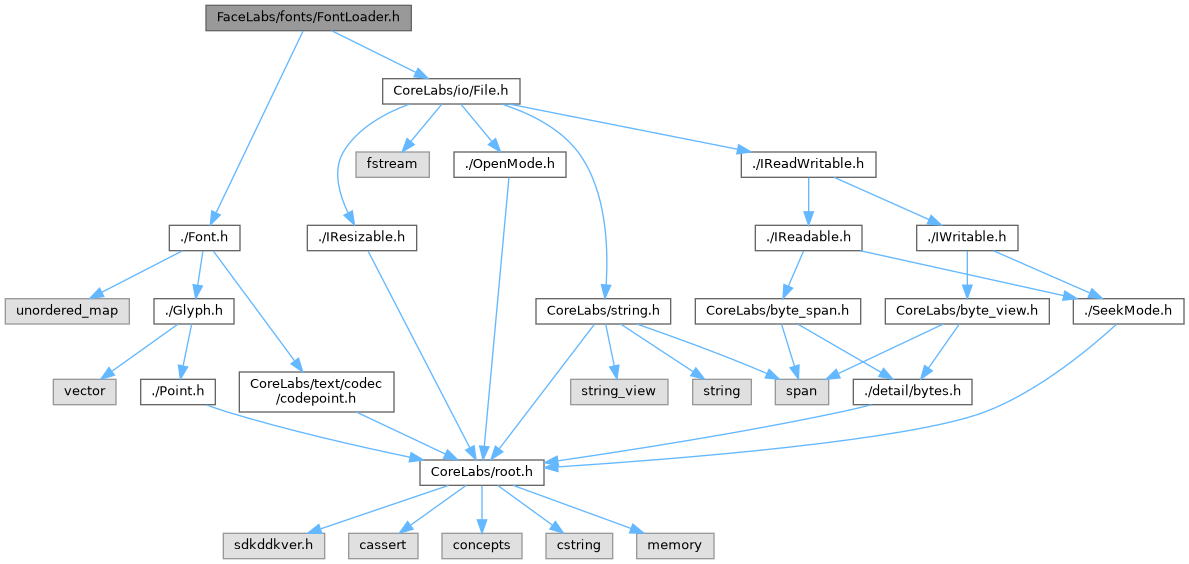 FaceLabs/fonts/FontLoader.h
CoreLabs/io/File.h
fstream
./OpenMode.h
./IReadWritable.h
./Font.h
./IResizable.h
./IReadable.h
./IWritable.h
unordered_map
./Glyph.h
CoreLabs/string.h
CoreLabs/byte_span.h
CoreLabs/byte_view.h
./SeekMode.h
vector
./Point.h
CoreLabs/text/codec
/codepoint.h
string_view
string
span
./detail/bytes.h
CoreLabs/root.h
sdkddkver.h
cassert
concepts
cstring
memory